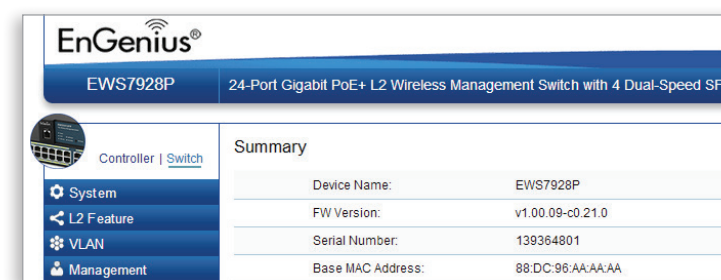 EnGenius®
EWS7928P
24-Port Gigabit PoE+ L2 Wireless Management Switch with 4 Dual-Speed SF
Controller | Switch
Summary
Device Name: EWS7928P
System
FW Version: v1.00.09-c0.21.0
L2 Feature
Serial Number: 139364801
VLAN
Base MAC Address: 88:DC:96:AA:AA:AA
Management